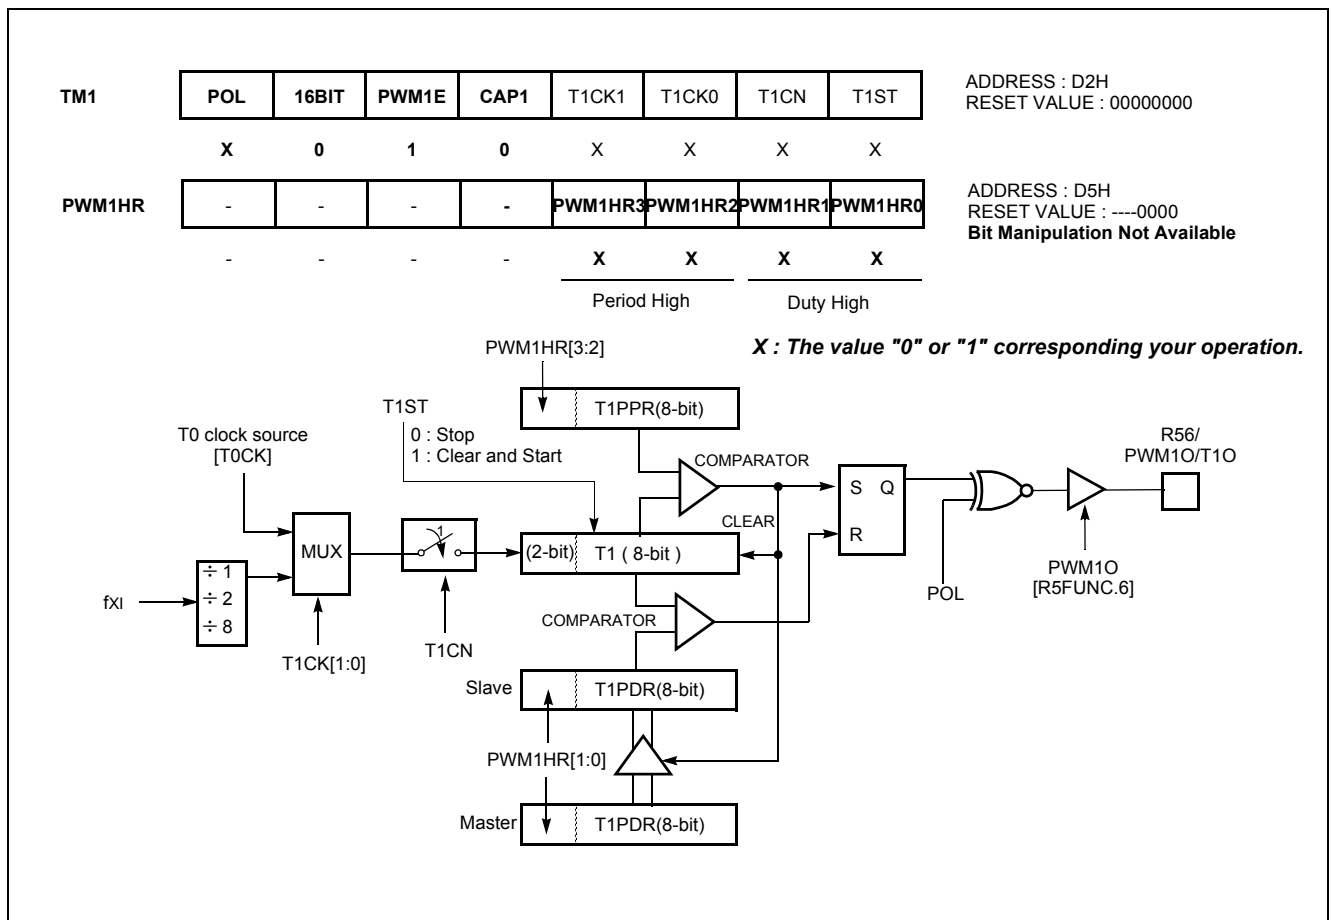 TM1 POL 16BIT PWM1E CAP1 T1CK1 T1CK0 T1CN T1ST
ADDRESS : D2H
RESET VALUE : 00000000
X 0 1 0 X X X X
PWM1HR - - - - PWM1HR3 PWM1HR2 PWM1HR1 PWM1HR0
ADDRESS : D5H
RESET VALUE : ----0000
Bit Manipulation Not Available
- - - - X X X X
Period High Duty High
X : The value "0" or "1" corresponding your operation.
PWM1HR[3:2]
T1PPR(8-bit)
T1ST
0 : Stop
1 : Clear and Start
T0 clock source
[T0CK]
COMPARATOR
R56/
PWM1O/T1O
S Q
R
CLEAR
MUX
1
(2-bit) T1 ( 8-bit )
÷ 1
÷ 2
÷ 8
fXI
T1CK[1:0]
T1CN
COMPARATOR
POL
PWM1O
[R5FUNC.6]
Slave T1PDR(8-bit)
PWM1HR[1:0]
Master T1PDR(8-bit)